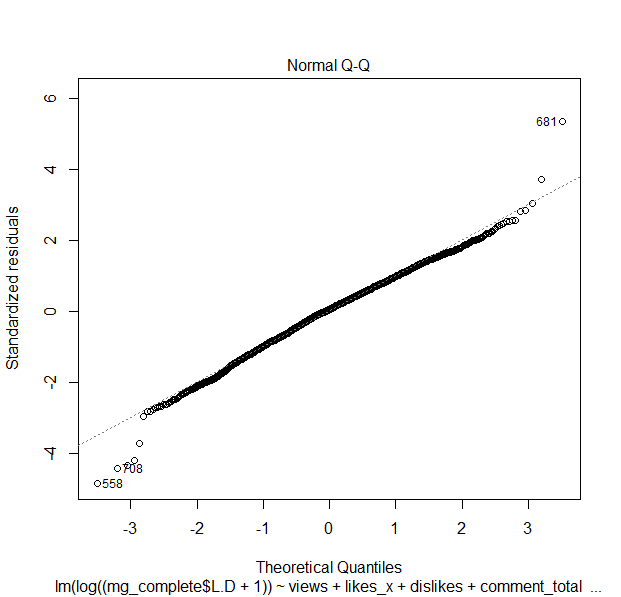 Normal Q-Q
6
4
2
0
-2
-4
Standardized residuals
681
708
558
-3 -2 -1 0 1 2 3
Theoretical Quantiles
lm(log((mg_complete$L.D + 1)) ~ views + likes_x + dislikes + comment_total ...